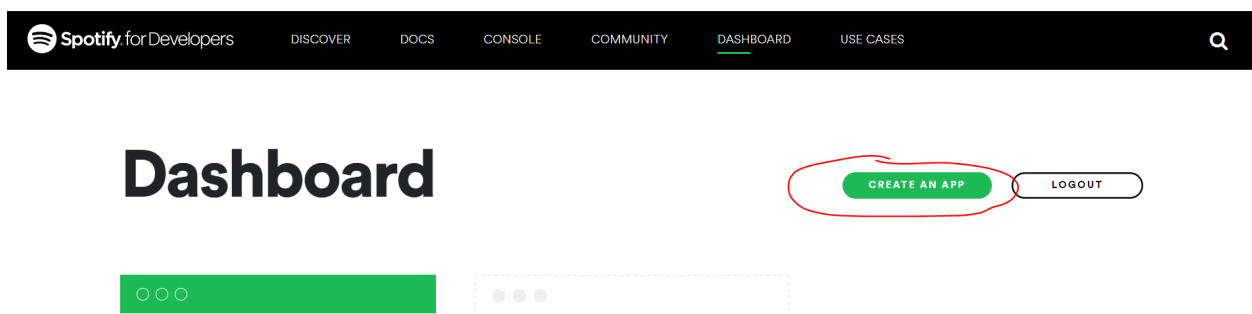 Spotify for Developers DISCOVER DOCS CONSOLE COMMUNITY DASHBOARD USE CASES
Dashboard
CREATE AN APP LOGOUT